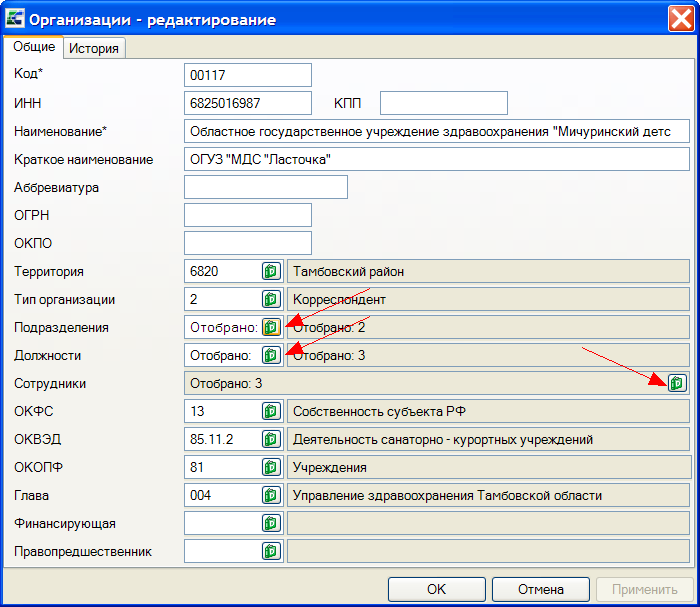 Организации - редактирование
Общие История
Код* 00117
ИНН 6825016987 КПП
Наименование* Областное государственное учреждение здравоохранения "Мичуринский детс
Краткое наименование ОГУЗ "МДС "Ласточка"
Аббревиатура
ОГРН
ОКПО
Территория 6820 Тамбовский район
Тип организации 2 Корреспондент
Подразделения Отобрано: Отобрано: 2
Должности Отобрано: Отобрано: 3
Сотрудники Отобрано: 3
ОКФС 13 Собственность субъекта РФ
ОКВЭД 85.11.2 Деятельность санаторно - курортных учреждений
ОКОПФ 81 Учреждения
Глава 004 Управление здравоохранения Тамбовской области
Финансирующая
Правопредшественник
ОК Отмена Применить